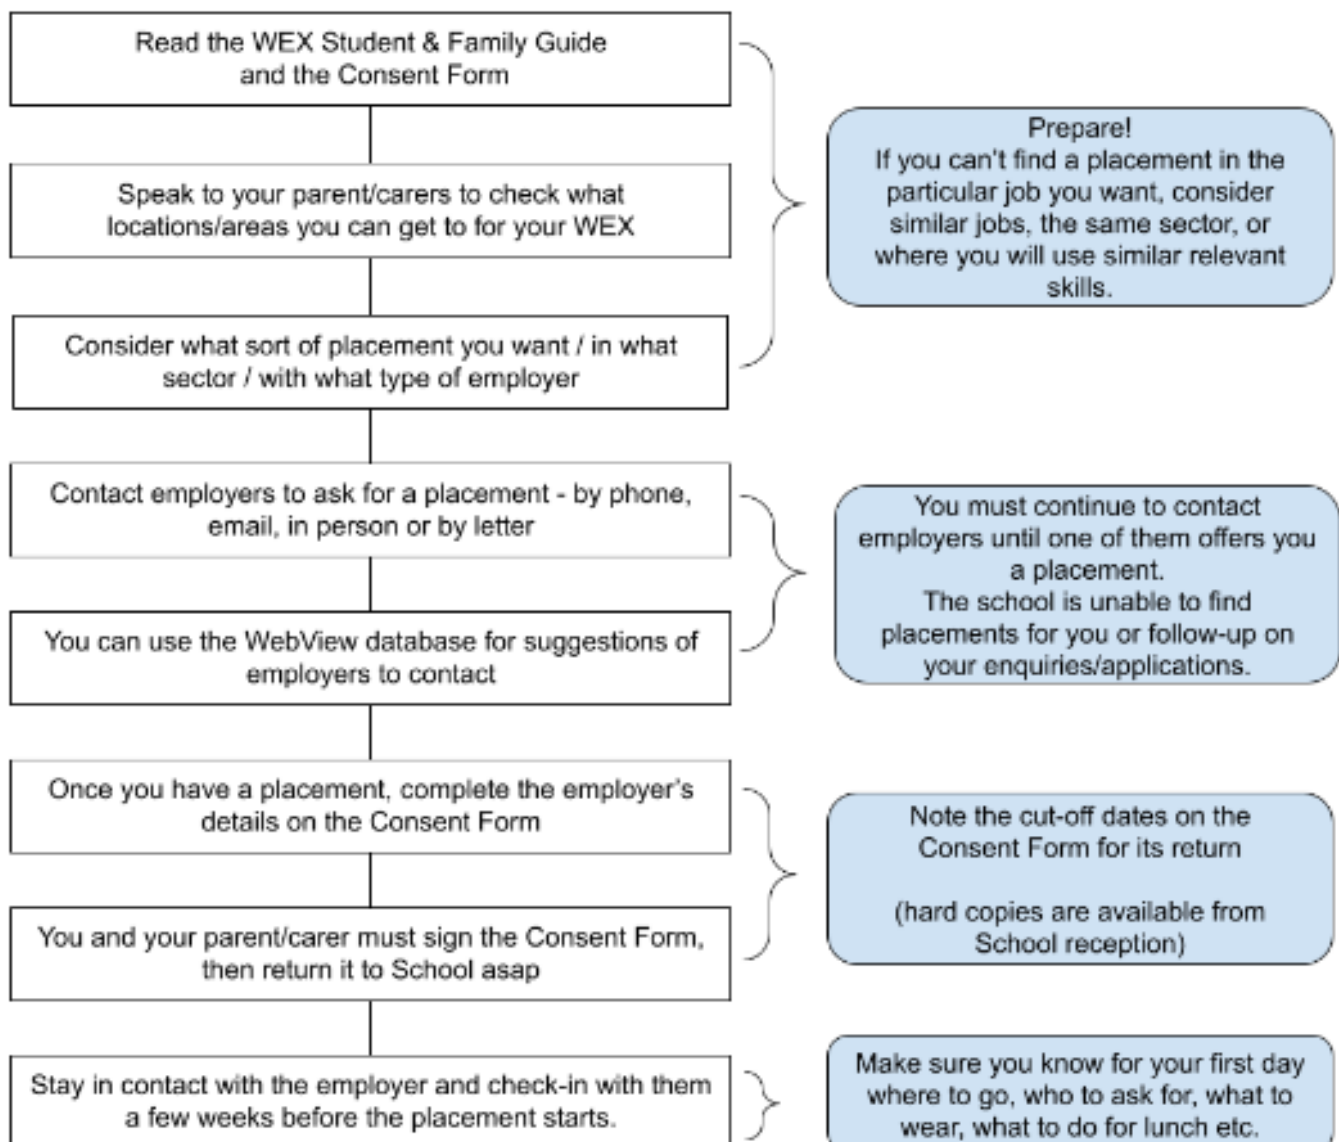 Read the WEX Student & Family Guide
and the Consent Form
Prepare!
If you can't find a placement in the
particular job you want, consider
similar jobs, the same sector, or
where you will use similar relevant
skills.
Speak to your parent/carers to check what
locations/areas you can get to for your WEX
Consider what sort of placement you want / in what
sector / with what type of employer
Contact employers to ask for a placement - by phone,
email, in person or by letter
You must continue to contact
employers until one of them offers you
a placement.
The school is unable to find
placements for you or follow-up on
your enquiries/applications.
You can use the WebView database for suggestions of
employers to contact
Once you have a placement, complete the employer's
details on the Consent Form
Note the cut-off dates on the
Consent Form for its return
(hard copies are available from
School reception)
You and your parent/carer must sign the Consent Form,
then return it to School asap
Stay in contact with the employer and check-in with them
a few weeks before the placement starts.
Make sure you know for your first day
where to go, who to ask for, what to
wear, what to do for lunch etc.